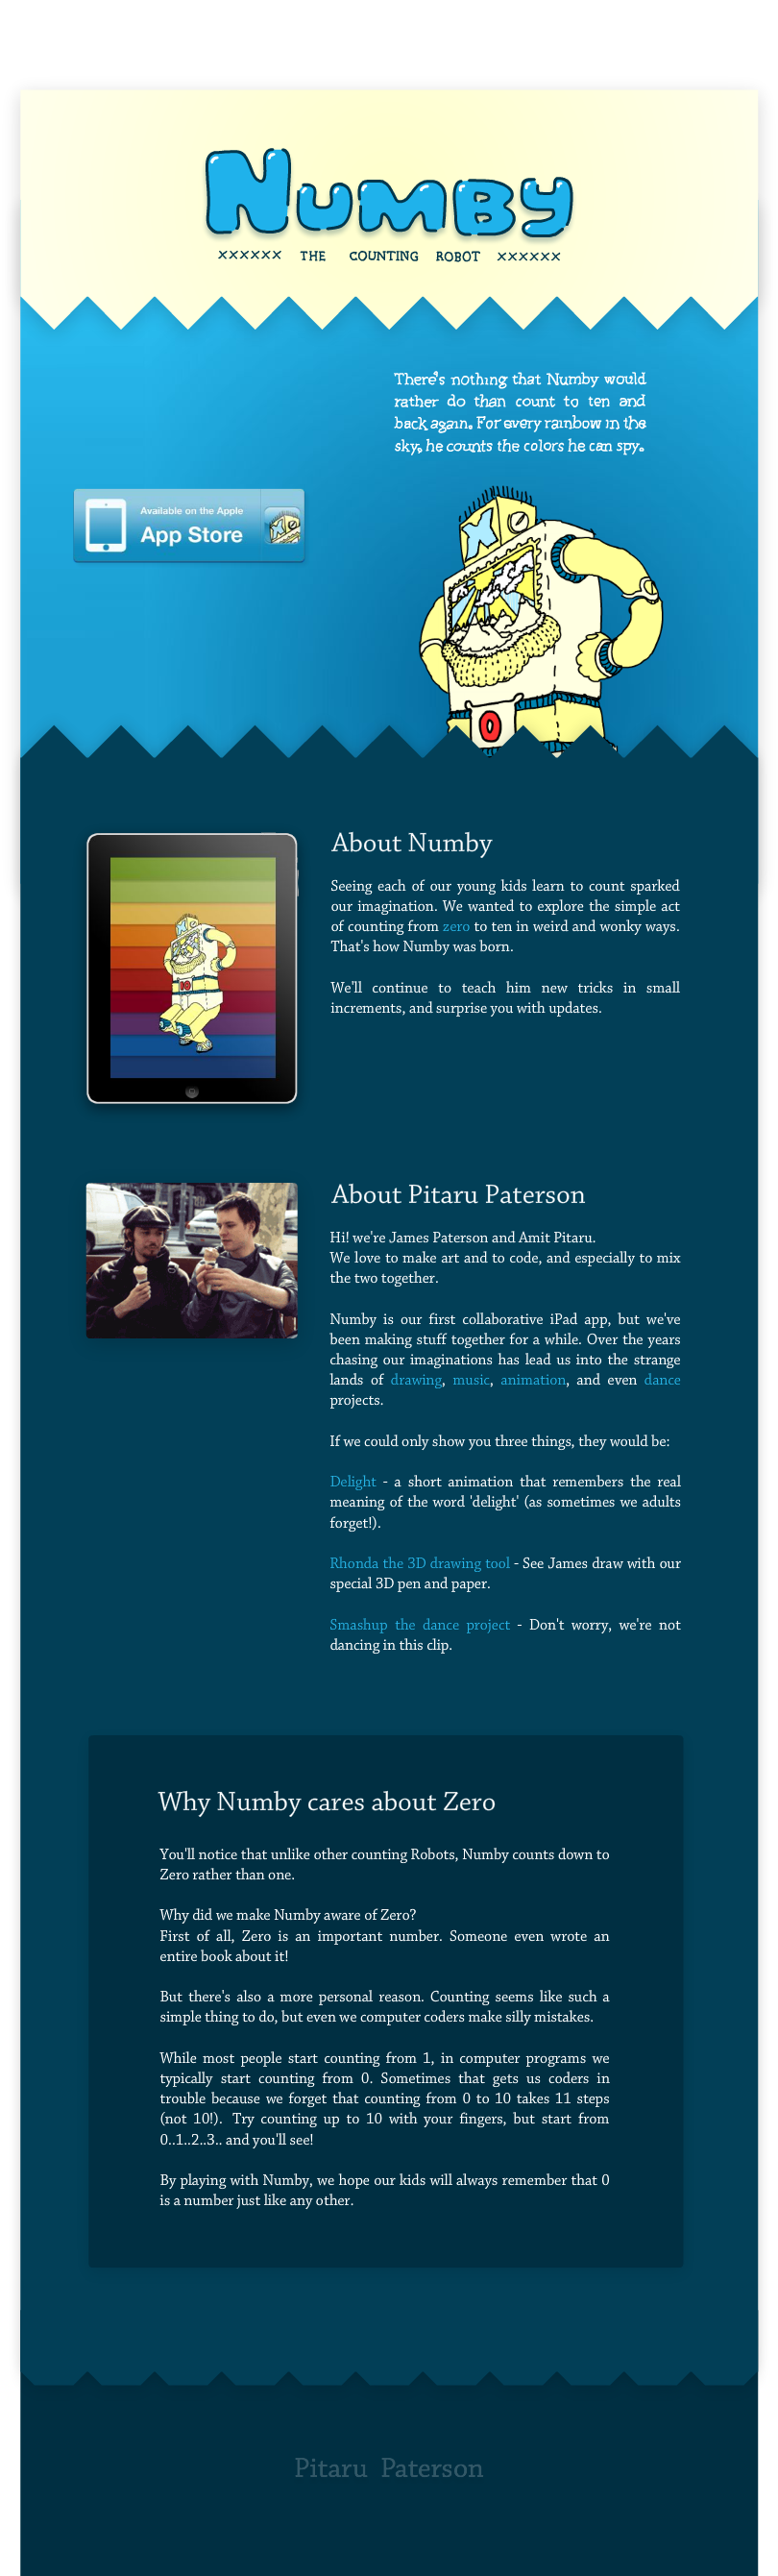 NUMBY
×××××× THE COUNTING ROBOT ××××××
There's nothing that Numby would
rather do than count to ten and
back again. For every rainbow in the
sky, he counts the colors he can spy.
Available on the Apple
App Store
0
About Numby
Seeing each of our young kids learn to count sparked
our imagination. We wanted to explore the simple act
of counting from zero to ten in weird and wonky ways.
That's how Numby was born.
We'll continue to teach him new tricks in small
increments, and surprise you with updates.
10
About Pitaru Paterson
Hi! we're James Paterson and Amit Pitaru.
We love to make art and to code, and especially to mix
the two together.
Numby is our first collaborative iPad app, but we've
been making stuff together for a while. Over the years
chasing our imaginations has lead us into the strange
lands of drawing, music, animation, and even dance
projects.
If we could only show you three things, they would be:
Delight - a short animation that remembers the real
meaning of the word 'delight' (as sometimes we adults
forget!).
Rhonda the 3D drawing tool - See James draw with our
special 3D pen and paper.
Smashup the dance project - Don't worry, we're not
dancing in this clip.
Why Numby cares about Zero
You'll notice that unlike other counting Robots, Numby counts down to
Zero rather than one.
Why did we make Numby aware of Zero?
First of all, Zero is an important number. Someone even wrote an
entire book about it!
But there's also a more personal reason. Counting seems like such a
simple thing to do, but even we computer coders make silly mistakes.
While most people start counting from 1, in computer programs we
typically start counting from 0. Sometimes that gets us coders in
trouble because we forget that counting from 0 to 10 takes 11 steps
(not 10!). Try counting up to 10 with your fingers, but start from
0..1..2..3.. and you'll see!
By playing with Numby, we hope our kids will always remember that 0
is a number just like any other.
Pitaru Paterson